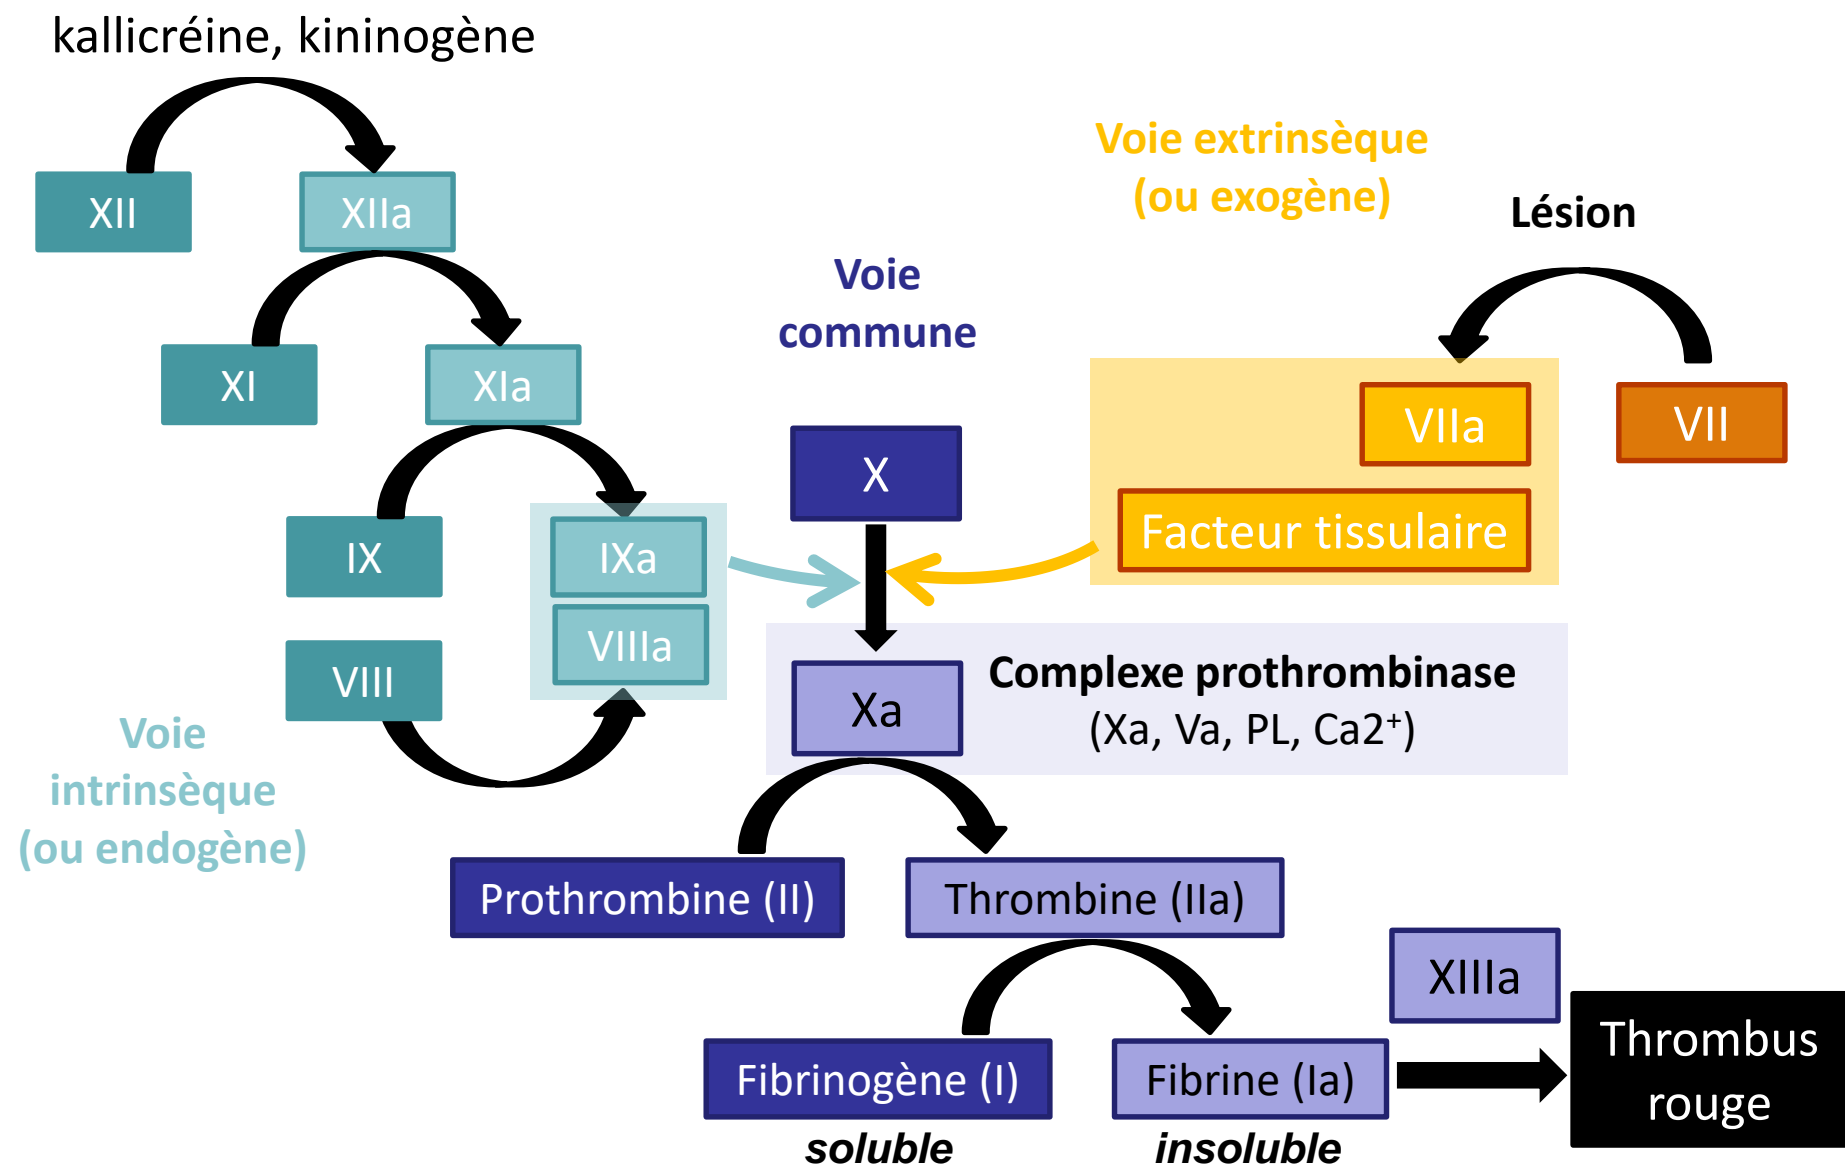 kallicréine, kininogène
Voie extrinsèque
(ou exogène)
Lésion
XII
XIIa
Voie
commune
XI
XIa
VIIa
VII
X
Facteur tissulaire
IX
IXa
VIII
VIIIa
Xa
Complexe prothrombinase
(Xa, Va, PL, Ca2⁺)
Voie
intrinsèque
(ou endogène)
Prothrombine (II)
Thrombine (IIa)
XIIIa
Fibrinogène (I)
Fibrine (Ia)
Thrombus
rouge
soluble
insoluble